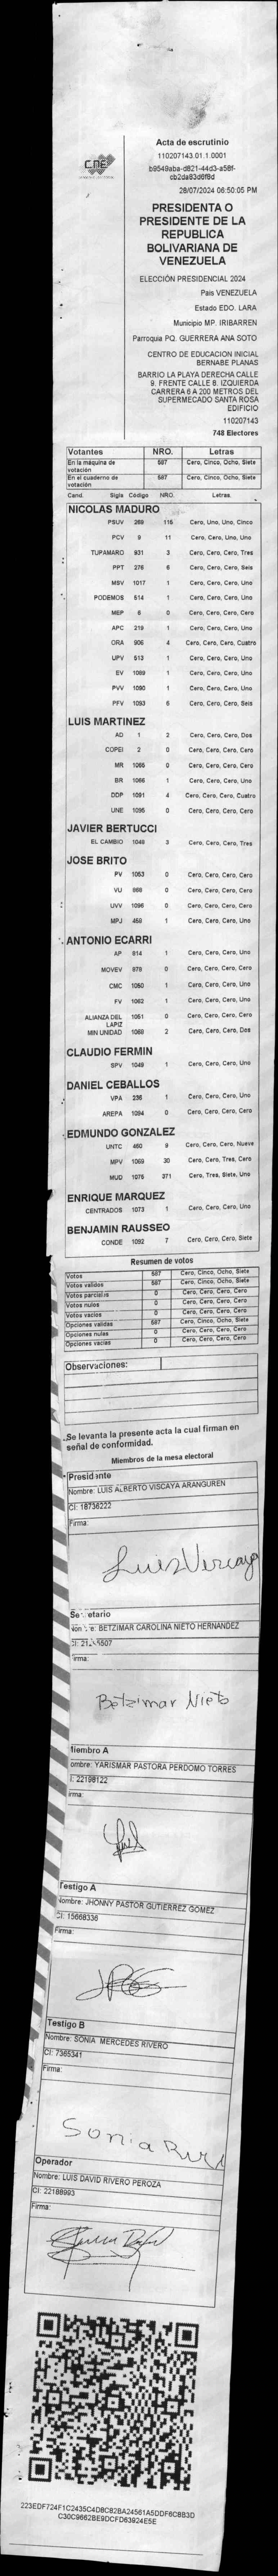 CNE
Acta de escrutinio
110207143.01.1.0001
b9549aba-d821-44d3-a58f-
cb2da83d6f8d
28/07/2024 06:50:05 PM
PRESIDENTA O
PRESIDENTE DE LA
REPUBLICA
BOLIVARIANA DE
VENEZUELA
ELECCIÓN PRESIDENCIAL 2024
Pais VENEZUELA
Estado EDO. LARA
Municipio MP. IRIBARREN
Parroquia PQ. GUERRERA ANA SOTO
CENTRO DE EDUCACION INICIAL
BERNABE PLANAS
BARRIO LA PLAYA DERECHA CALLE
9. FRENTE CALLE 8. IZQUIERDA
CARRERA 6 A 200 METROS DEL
SUPERMECADO SANTA ROSA
EDIFICIO
110207143
748 Electores
Votantes NRO. Letras
En la máquina de votación 587 Cero, Cinco, Ocho, Siete
En el cuaderno de votación 587 Cero, Cinco, Ocho, Siete
Cand. Sigla Código NRO. Letras
NICOLAS MADURO
PSUV 269 115 Cero, Uno, Uno, Cinco
PCV 9 11 Cero, Cero, Uno, Uno
TUPAMARO 931 3 Cero, Cero, Cero, Tres
PPT 276 6 Cero, Cero, Cero, Seis
MSV 1017 1 Cero, Cero, Cero, Uno
PODEMOS 514 1 Cero, Cero, Cero, Uno
MEP 6 0 Cero, Cero, Cero, Cero
APC 219 1 Cero, Cero, Cero, Uno
ORA 906 4 Cero, Cero, Cero, Cuatro
UPV 513 1 Cero, Cero, Cero, Uno
EV 1089 1 Cero, Cero, Cero, Uno
PVV 1090 1 Cero, Cero, Cero, Uno
PFV 1093 6 Cero, Cero, Cero, Seis
LUIS MARTINEZ
AD 1 2 Cero, Cero, Cero, Dos
COPEI 2 0 Cero, Cero, Cero, Cero
MR 1065 0 Cero, Cero, Cero, Cero
BR 1066 1 Cero, Cero, Cero, Uno
DDP 1091 4 Cero, Cero, Cero, Cuatro
UNE 1095 0 Cero, Cero, Cero, Cero
JAVIER BERTUCCI
EL CAMBIO 1048 3 Cero, Cero, Cero, Tres
JOSE BRITO
PV 1053 0 Cero, Cero, Cero, Cero
VU 868 0 Cero, Cero, Cero, Cero
UVV 1096 0 Cero, Cero, Cero, Cero
MPJ 458 1 Cero, Cero, Cero, Uno
ANTONIO ECARRI
AP 914 1 Cero, Cero, Cero, Uno
MOVEV 979 0 Cero, Cero, Cero, Cero
CMC 1050 1 Cero, Cero, Cero, Uno
FV 1062 1 Cero, Cero, Cero, Uno
ALIANZA DEL LAPIZ 1051 0 Cero, Cero, Cero, Cero
MIN UNIDAD 1068 2 Cero, Cero, Cero, Dos
CLAUDIO FERMIN
SPV 1049 1 Cero, Cero, Cero, Uno
DANIEL CEBALLOS
VPA 236 1 Cero, Cero, Cero, Uno
AREPA 1094 0 Cero, Cero, Cero, Cero
EDMUNDO GONZALEZ
UNTC 460 9 Cero, Cero, Cero, Nueve
MPV 1069 30 Cero, Cero, Tres, Cero
MUD 1075 371 Cero, Tres, Siete, Uno
ENRIQUE MARQUEZ
CENTRADOS 1073 1 Cero, Cero, Cero, Uno
BENJAMIN RAUSSEO
CONDE 1092 7 Cero, Cero, Cero, Siete
Resumen de votos
Votos 587 Cero, Cinco, Ocho, Siete
Votos validos 587 Cero, Cinco, Ocho, Siete
Votos parciales 0 Cero, Cero, Cero, Cero
Votos nulos 0 Cero, Cero, Cero, Cero
Votos vacios 0 Cero, Cero, Cero, Cero
Opciones validas 587 Cero, Cinco, Ocho, Siete
Opciones nulas 0 Cero, Cero, Cero, Cero
Opciones vacias 0 Cero, Cero, Cero, Cero
Observaciones:
Se levanta la presente acta la cual firman en
señal de conformidad.
Miembros de la mesa electoral
Presidente
Nombre: LUIS ALBERTO VISCAYA ARANGUREN
CI: 18736222
Firma:
Luis Viscaya
Secretario
Nombre: BETZIMAR CAROLINA NIETO HERNANDEZ
Firma:
Betzimar Nieto
Miembro A
Nombre: YARISMAR PASTORA PERDOMO TORRES
CI: 22198122
Firma:
Testigo A
Nombre: JHONNY PASTOR GUTIERREZ GOMEZ
CI: 15668336
Firma:
Testigo B
Nombre: SONIA MERCEDES RIVERO
CI: 7365341
Firma:
Sonia
Operador
Nombre: LUIS DAVID RIVERO PEROZA
CI: 22188993
Firma:
223EDF724F1C2435C4D8C82BA24561A5DDF6C8B3D
C30C9662BE9DCFD63924E5E